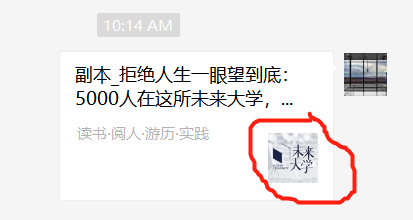 10:14 AM
副本_拒绝人生一眼望到底：
5000人在这所未来大学，...
读书·阅人·游历·实践
未来
大学